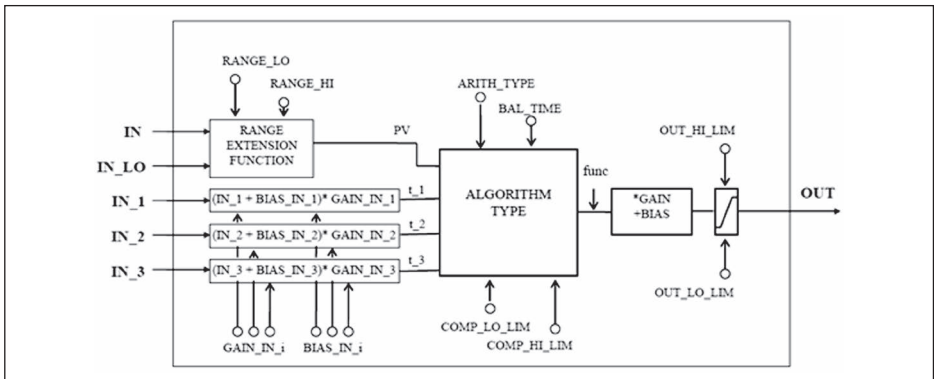 RANGE_LO
RANGE_HI
ARITH_TYPE
BAL_TIME
IN
RANGE
EXTENSION
FUNCTION
PV
OUT_HI_LIM
IN_LO
IN_1
(IN_1 + BIAS_IN_1)* GAIN_IN_1
t_1
ALGORITHM
TYPE
func
*GAIN
+BIAS
OUT
IN_2
(IN_2 + BIAS_IN_2)* GAIN_IN_2
t_2
IN_3
(IN_3 + BIAS_IN_3)* GAIN_IN_3
t_3
OUT_LO_LIM
GAIN_IN_i
BIAS_IN_i
COMP_LO_LIM
COMP_HI_LIM